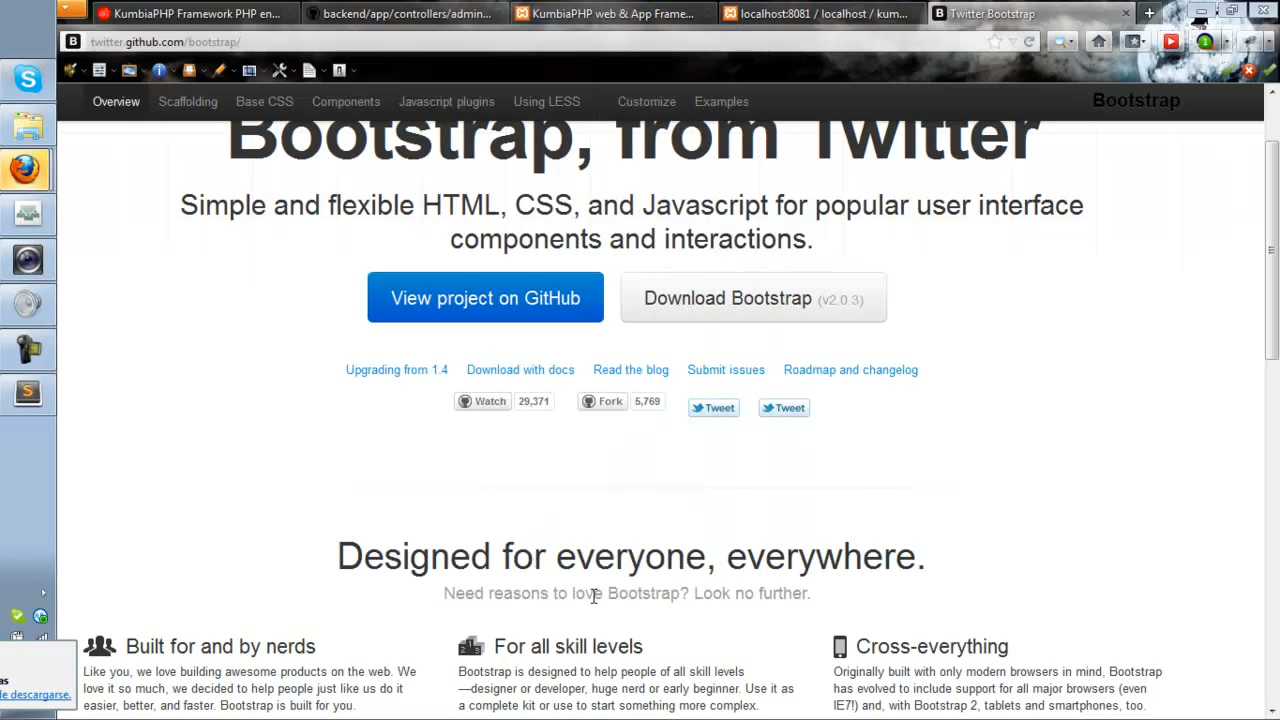 KumbiaPHP Framework PHP en...
backend/app/controllers/admin...
KumbiaPHP web & App Frame...
localhost:8081 / localhost / kum...
Twitter Bootstrap
twitter.github.com/bootstrap/
Overview Scaffolding Base CSS Components Javascript plugins Using LESS Customize Examples Bootstrap
Bootstrap, from Twitter
Simple and flexible HTML, CSS, and Javascript for popular user interface
components and interactions.
View project on GitHub
Download Bootstrap (v2.0.3)
Upgrading from 1.4 Download with docs Read the blog Submit issues Roadmap and changelog
Watch 29,371 Fork 5,769 Tweet Tweet
Designed for everyone, everywhere.
Need reasons to love Bootstrap? Look no further.
Built for and by nerds
Like you, we love building awesome products on the web. We
love it so much, we decided to help people just like us do it
easier, better, and faster. Bootstrap is built for you.
For all skill levels
Bootstrap is designed to help people of all skill levels
—designer or developer, huge nerd or early beginner. Use it as
a complete kit or use to start something more complex.
Cross-everything
Originally built with only modern browsers in mind, Bootstrap
has evolved to include support for all major browsers (even
IE7!) and, with Bootstrap 2, tablets and smartphones, too.
as
de descargarse.